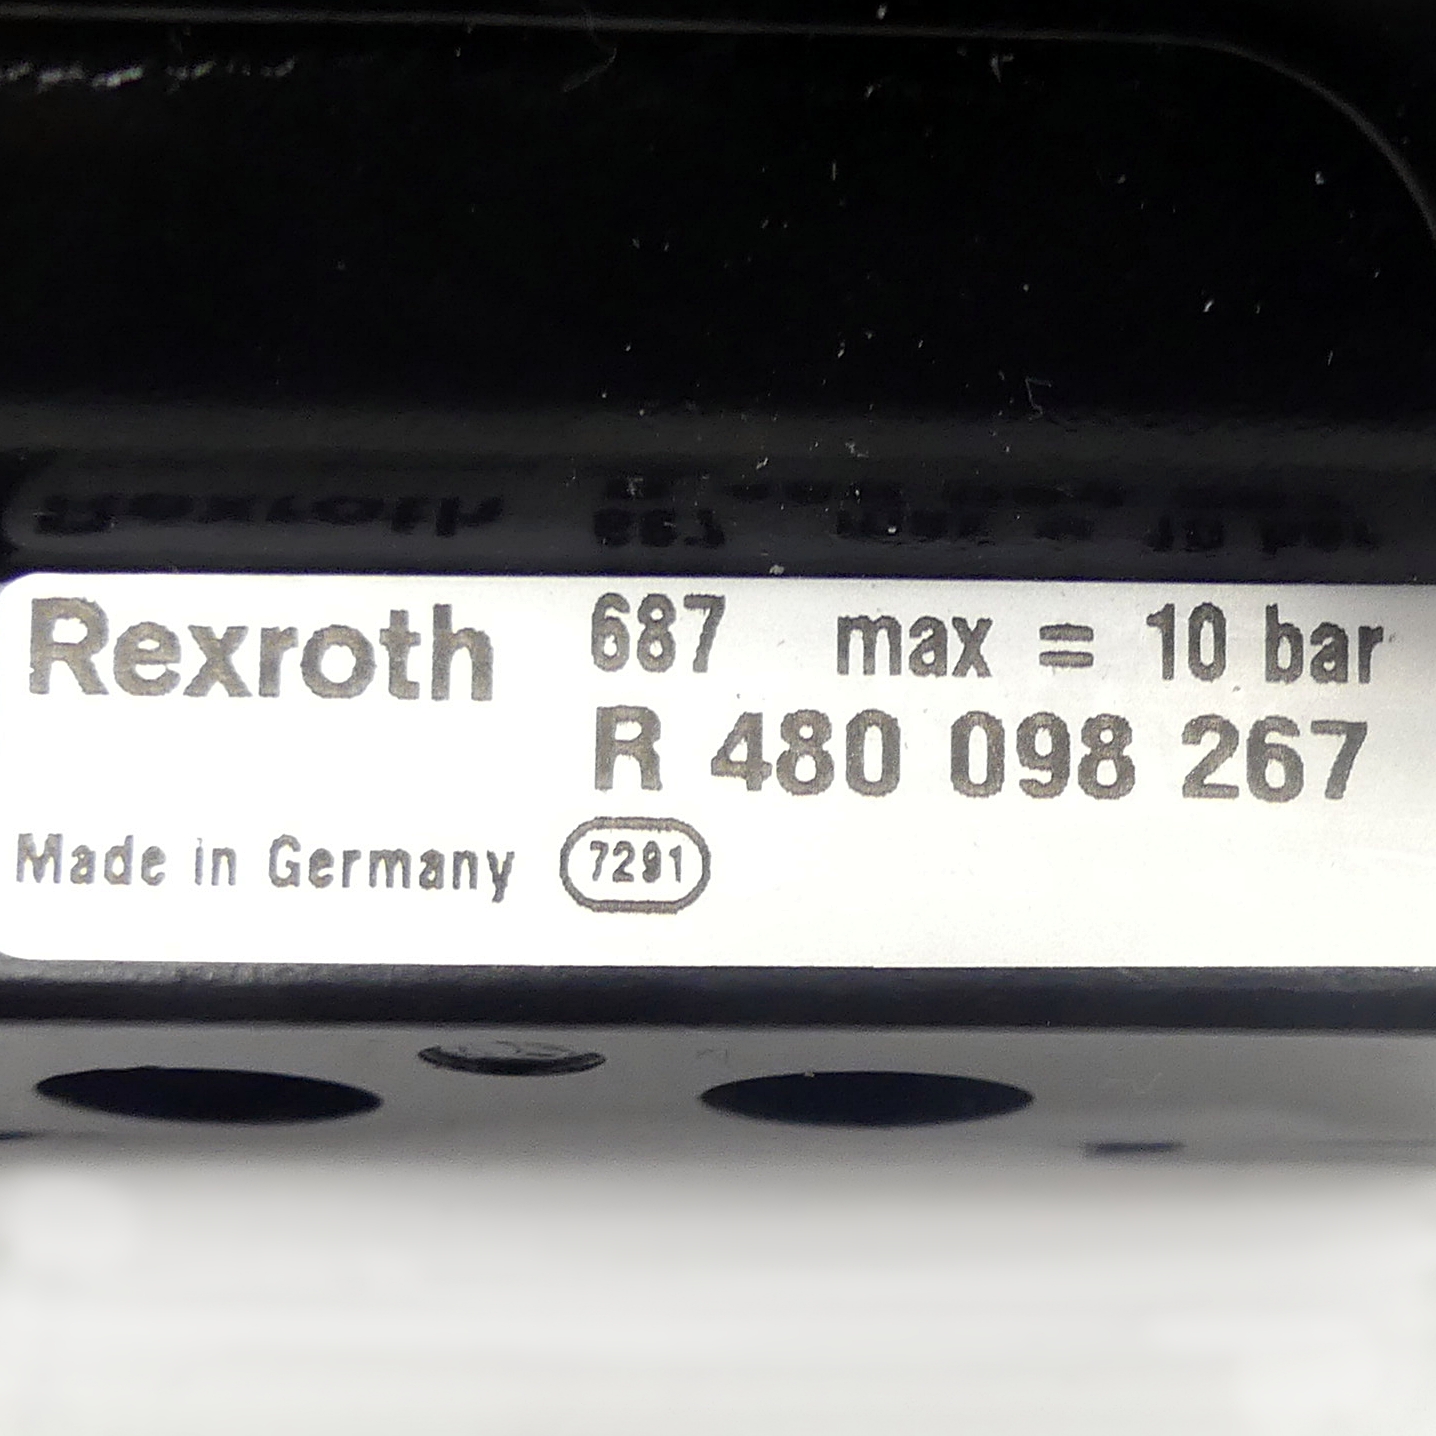 Rexroth 687 max = 10 bar
R 480 098 267
Made in Germany 7291